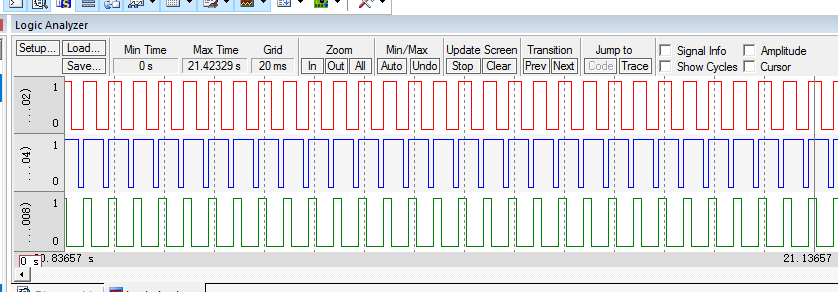 Logic Analyzer
Setup... Load... Min Time Max Time Grid Zoom Min/Max Update Screen Transition Jump to Signal Info Amplitude
Save... 0 s 21.42329 s 20 ms In Out All Auto Undo Stop Clear Prev Next Code Trace Show Cycles Cursor
1
...02)
0
1
...04)
0
1
...008)
0
0 s 0.83657 s 21.13657